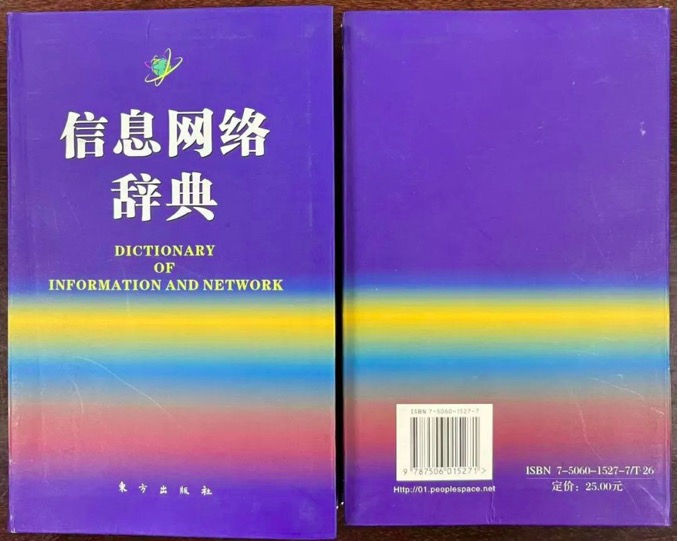 信息网络
辞典
DICTIONARY
OF
INFORMATION AND NETWORK
东方出版社
ISBN 7-5060-1527-7
9 787506 015271 >
Http://01.peoplespace.net
ISBN 7-5060-1527-7/T·26
定价：25.00元